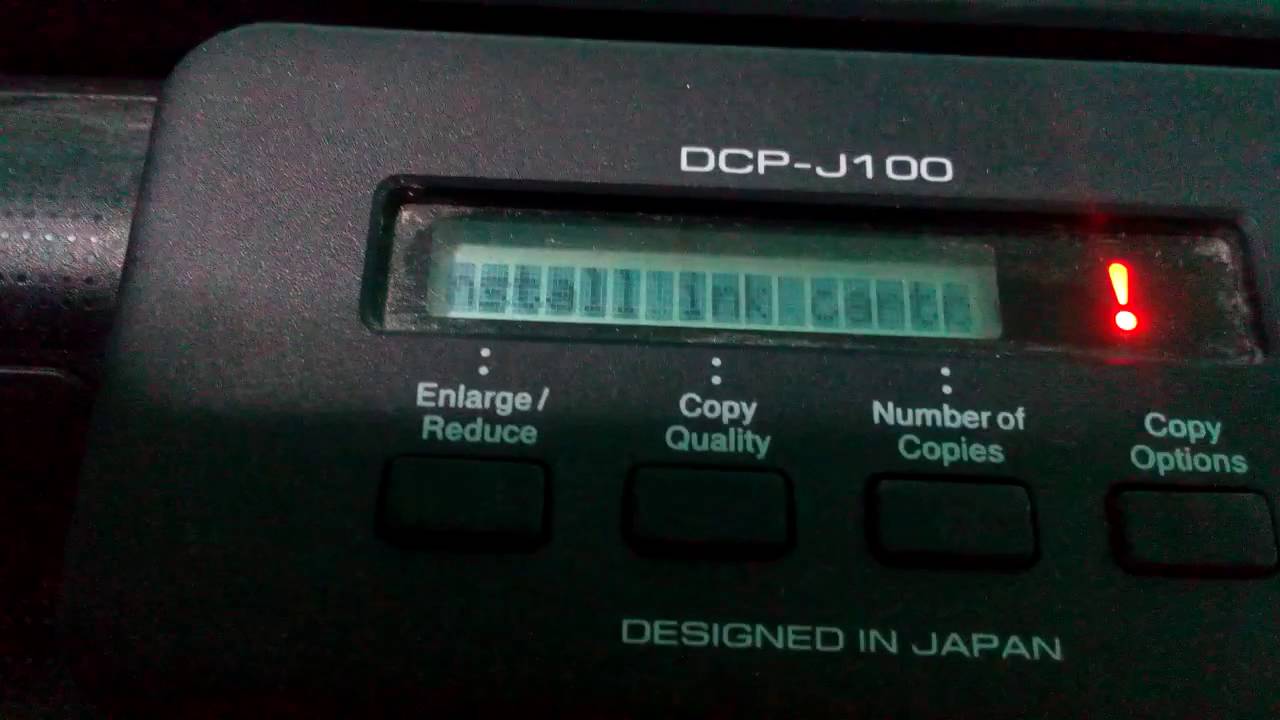 DCP-J100
Enlarge/
Reduce
Copy
Quality
Number of
Copies
Copy
Options
DESIGNED IN JAPAN